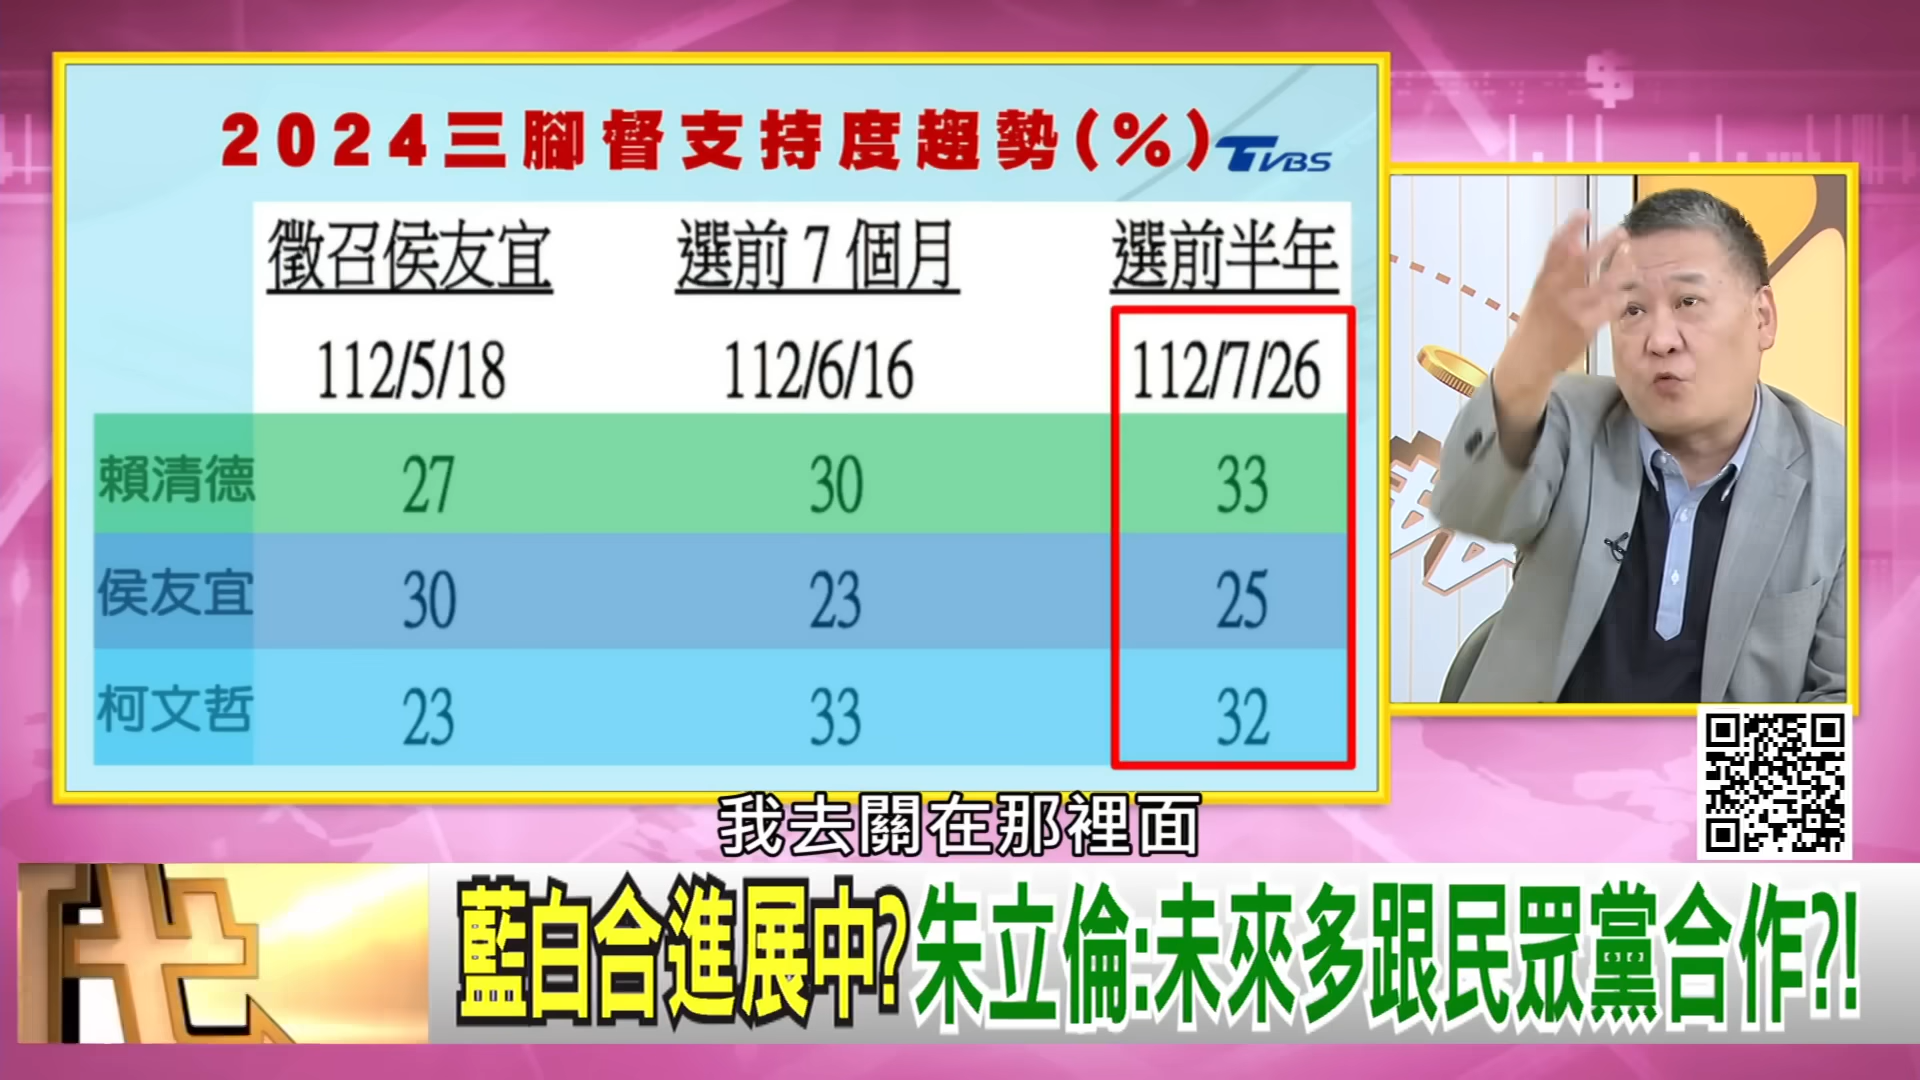 2024三腳督支持度趨勢(%)
TVBS
徵召侯友宜 選前7個月 選前半年
112/5/18 112/6/16 112/7/26
賴清德 27 30 33
侯友宜 30 23 25
柯文哲 23 33 32
我去關在那裡面
藍白合進展中?朱立倫:未來多跟民眾黨合作?!